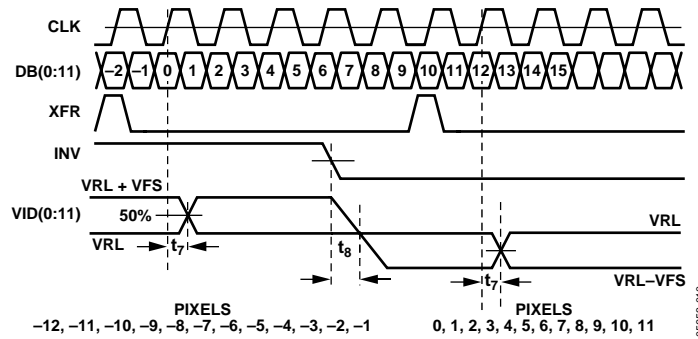 CLK
DB(0:11) –2 –1 0 1 2 3 4 5 6 7 8 9 10 11 12 13 14 15
XFR
INV
VRL + VFS
VID(0:11) 50% VRL
VRL t7 t8 t7 VRL–VFS
PIXELS PIXELS
–12, –11, –10, –9, –8, –7, –6, –5, –4, –3, –2, –1 0, 1, 2, 3, 4, 5, 6, 7, 8, 9, 10, 11